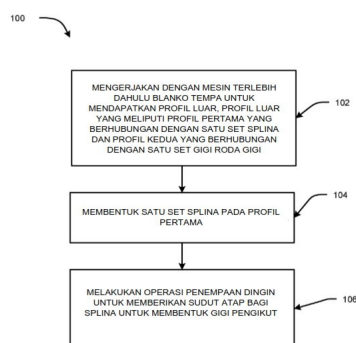 100
MENGERJAKAN DENGAN MESIN TERLEBIH
DAHULU BLANKO TEMPA UNTUK
MENDAPATKAN PROFIL LUAR, PROFIL LUAR
YANG MELIPUTI PROFIL PERTAMA YANG
BERHUBUNGAN DENGAN SATU SET SPLINA
DAN PROFIL KEDUA YANG BERHUBUNGAN
DENGAN SATU SET GIGI RODA GIGI
102
MEMBENTUK SATU SET SPLINA PADA PROFIL
PERTAMA
104
MELAKUKAN OPERASI PENEMPAAN DINGIN
UNTUK MEMBERIKAN SUDUT ATAP BAGI
SPLINA UNTUK MEMBENTUK GIGI PENGIKUT
106